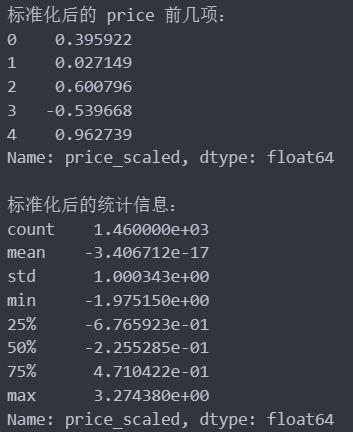 标准化后的 price 前几项：
0    0.395922
1    0.027149
2    0.600796
3   -0.539668
4    0.962739
Name: price_scaled, dtype: float64

标准化后的统计信息：
count    1.460000e+03
mean    -3.406712e-17
std      1.000343e+00
min     -1.975150e+00
25%     -6.765923e-01
50%     -2.255285e-01
75%      4.710422e-01
max      3.274380e+00
Name: price_scaled, dtype: float64